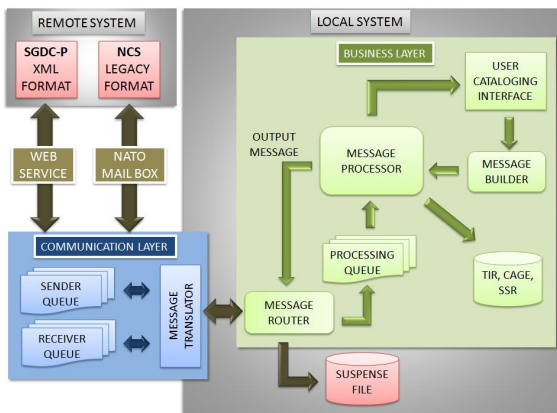 REMOTE SYSTEM
SGDC-P
XML
FORMAT
NCS
LEGACY
FORMAT
WEB
SERVICE
NATO
MAIL BOX
COMMUNICATION LAYER
SENDER
QUEUE
RECEIVER
QUEUE
MESSAGE
TRANSLATOR
LOCAL SYSTEM
BUSINESS LAYER
USER
CATALOGING
INTERFACE
OUTPUT
MESSAGE
MESSAGE
PROCESSOR
MESSAGE
BUILDER
PROCESSING
QUEUE
TIR, CAGE,
SSR
MESSAGE
ROUTER
SUSPENSE
FILE